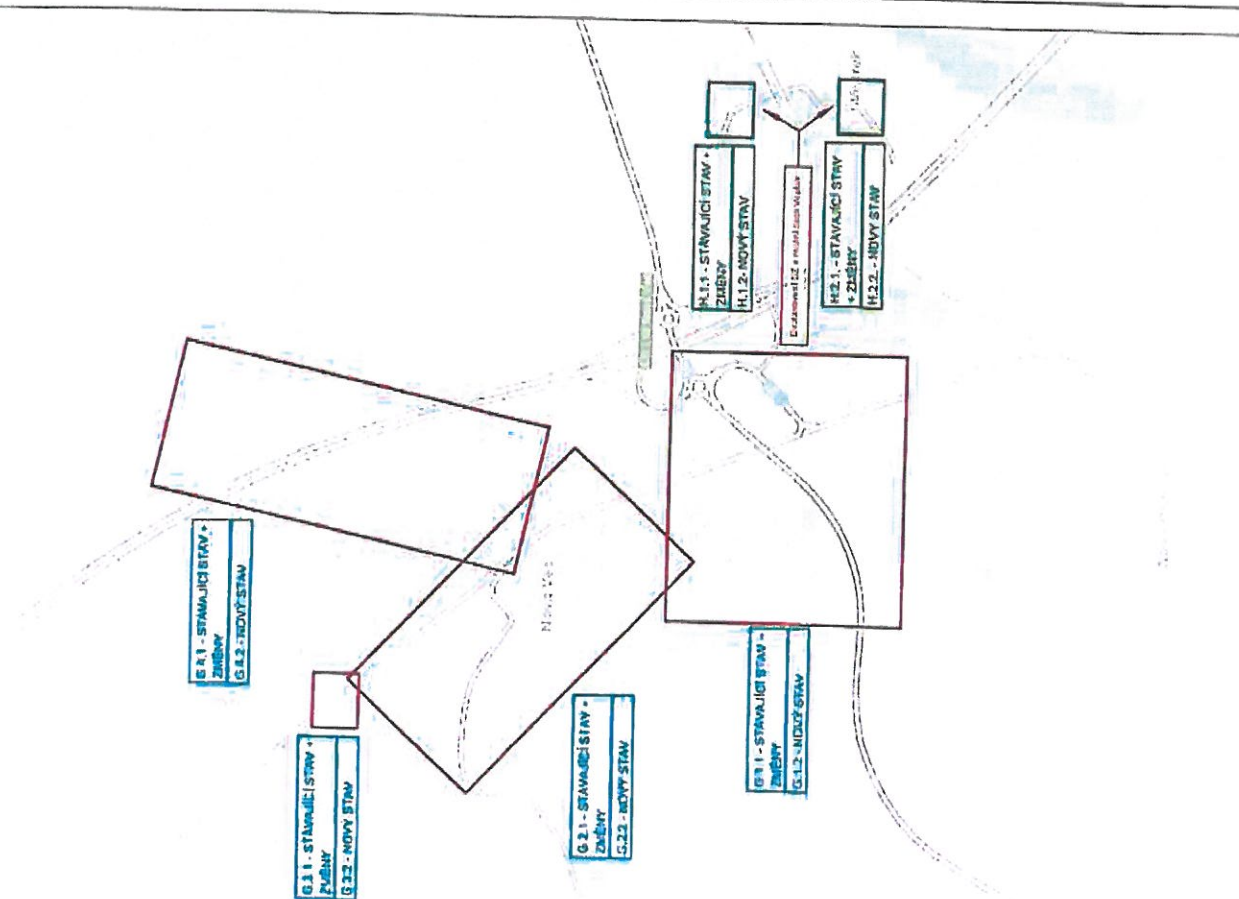 G.4.1 - STÁVAJÍCÍ STAV +
ZMĚNY
G.4.2 - NOVÝ STAV
G.3.1 - STÁVAJÍCÍ STAV +
ZMĚNY
G.3.2 - NOVÝ STAV
G.2.1 - STÁVAJÍCÍ STAV +
ZMĚNY
G.2.2 - NOVÝ STAV
G.1.1 - STÁVAJÍCÍ STAV +
ZMĚNY
G.1.2 - NOVÝ STAV
H.1.1 - STÁVAJÍCÍ STAV +
ZMĚNY
H.1.2 - NOVÝ STAV
H.2.1. - STÁVAJÍCÍ STAV
+ ZMĚNY
H.2.2. - NOVÝ STAV
Nová Ves